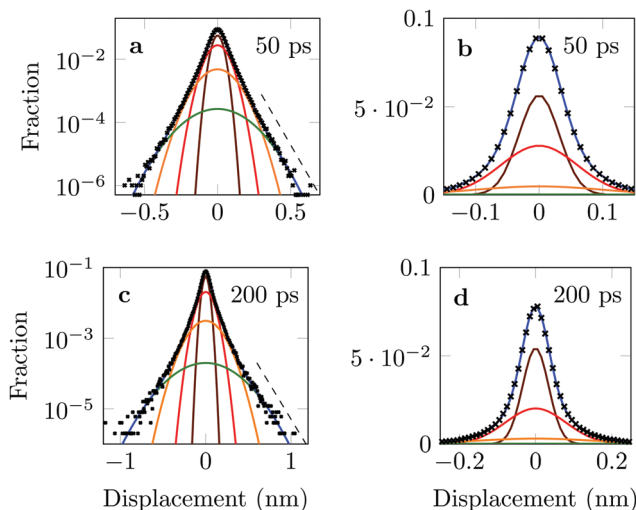 a 50 ps
10⁻²
10⁻⁴
10⁻⁶
Fraction
−0.5 0 0.5
b 50 ps
0.1
5 · 10⁻²
0
−0.1 0 0.1
c 200 ps
10⁻¹
10⁻³
10⁻⁵
Fraction
−1 0 1
Displacement (nm)
d 200 ps
0.1
5 · 10⁻²
0
−0.2 0 0.2
Displacement (nm)